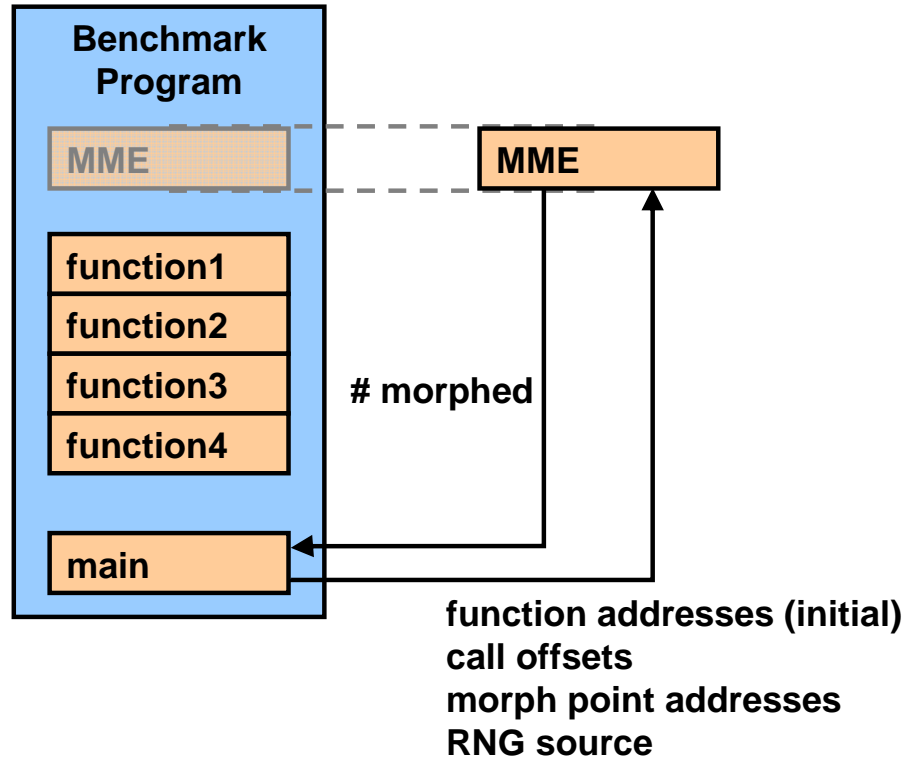 Benchmark
Program
MME
MME
function1
function2
function3
function4
# morphed
main
function addresses (initial)
call offsets
morph point addresses
RNG source